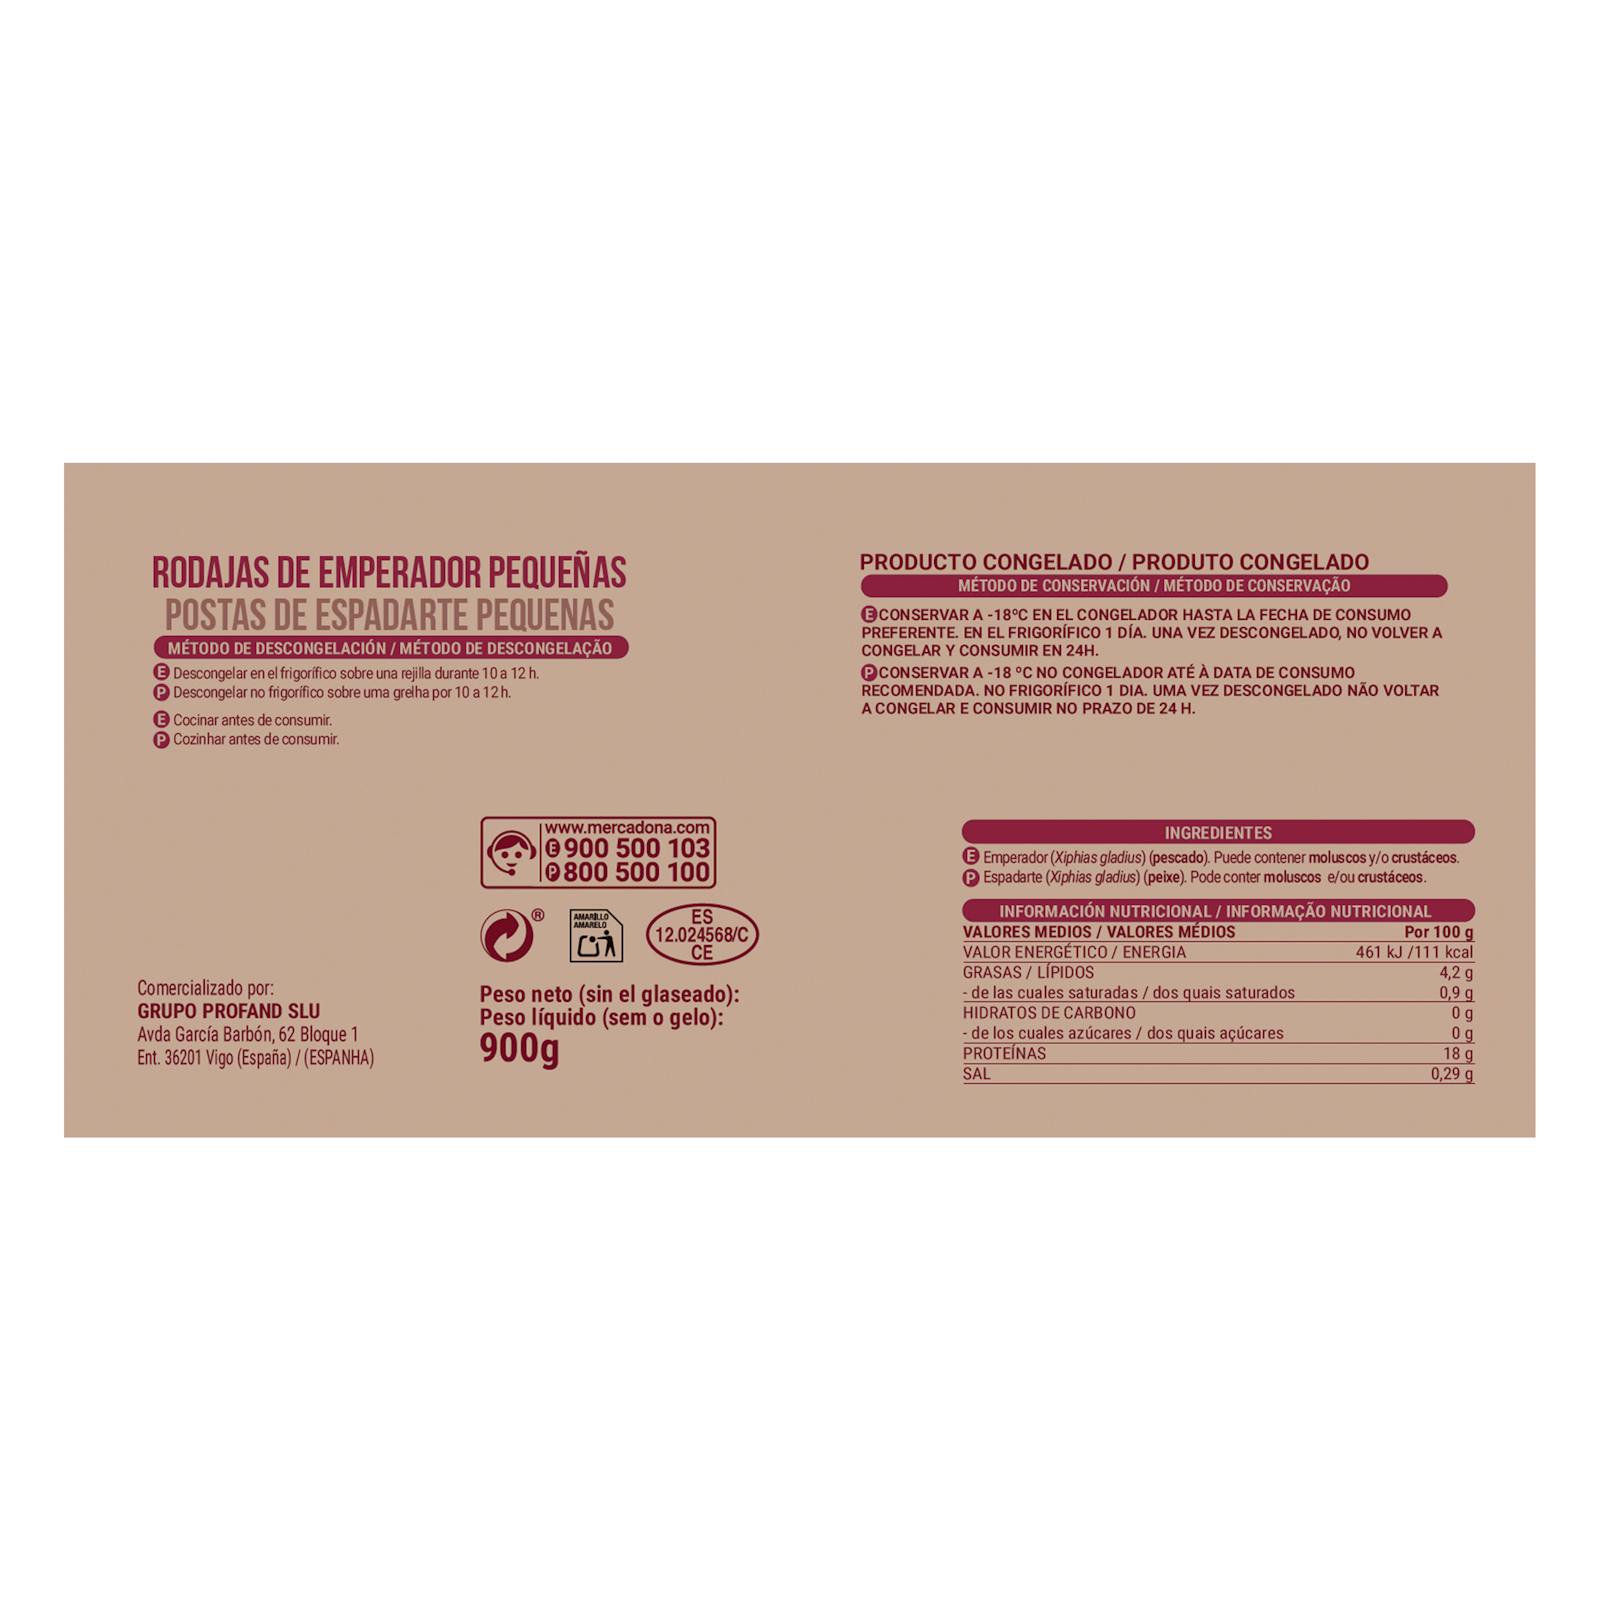 RODAJAS DE EMPERADOR PEQUEÑAS
POSTAS DE ESPADARTE PEQUENAS
MÉTODO DE DESCONGELACIÓN / MÉTODO DE DESCONGELAÇÃO
E Descongelar en el frigorífico sobre una rejilla durante 10 a 12 h.
P Descongelar no frigorífico sobre uma grelha por 10 a 12 h.
E Cocinar antes de consumir.
P Cozinhar antes de consumir.
PRODUCTO CONGELADO / PRODUTO CONGELADO
MÉTODO DE CONSERVACIÓN / MÉTODO DE CONSERVAÇÃO
E CONSERVAR A -18ºC EN EL CONGELADOR HASTA LA FECHA DE CONSUMO
PREFERENTE. EN EL FRIGORÍFICO 1 DÍA. UNA VEZ DESCONGELADO, NO VOLVER A
CONGELAR Y CONSUMIR EN 24H.
P CONSERVAR A -18 ºC NO CONGELADOR ATÉ À DATA DE CONSUMO
RECOMENDADA. NO FRIGORÍFICO 1 DIA. UMA VEZ DESCONGELADO NÃO VOLTAR
A CONGELAR E CONSUMIR NO PRAZO DE 24 H.
www.mercadona.com
E 900 500 103
P 800 500 100
®
AMARILLO
AMARELO
ES
12.024568/C
CE
Comercializado por:
GRUPO PROFAND SLU
Avda García Barbón, 62 Bloque 1
Ent. 36201 Vigo (España) / (ESPANHA)
Peso neto (sin el glaseado):
Peso líquido (sem o gelo):
900g
INGREDIENTES
E Emperador (Xiphias gladius) (pescado). Puede contener moluscos y/o crustáceos.
P Espadarte (Xiphias gladius) (peixe). Pode conter moluscos e/ou crustáceos.
INFORMACIÓN NUTRICIONAL / INFORMAÇÃO NUTRICIONAL
VALORES MEDIOS / VALORES MÉDIOS Por 100 g
VALOR ENERGÉTICO / ENERGIA 461 kJ /111 kcal
GRASAS / LÍPIDOS 4,2 g
- de las cuales saturadas / dos quais saturados 0,9 g
HIDRATOS DE CARBONO 0 g
- de los cuales azúcares / dos quais açúcares 0 g
PROTEÍNAS 18 g
SAL 0,29 g